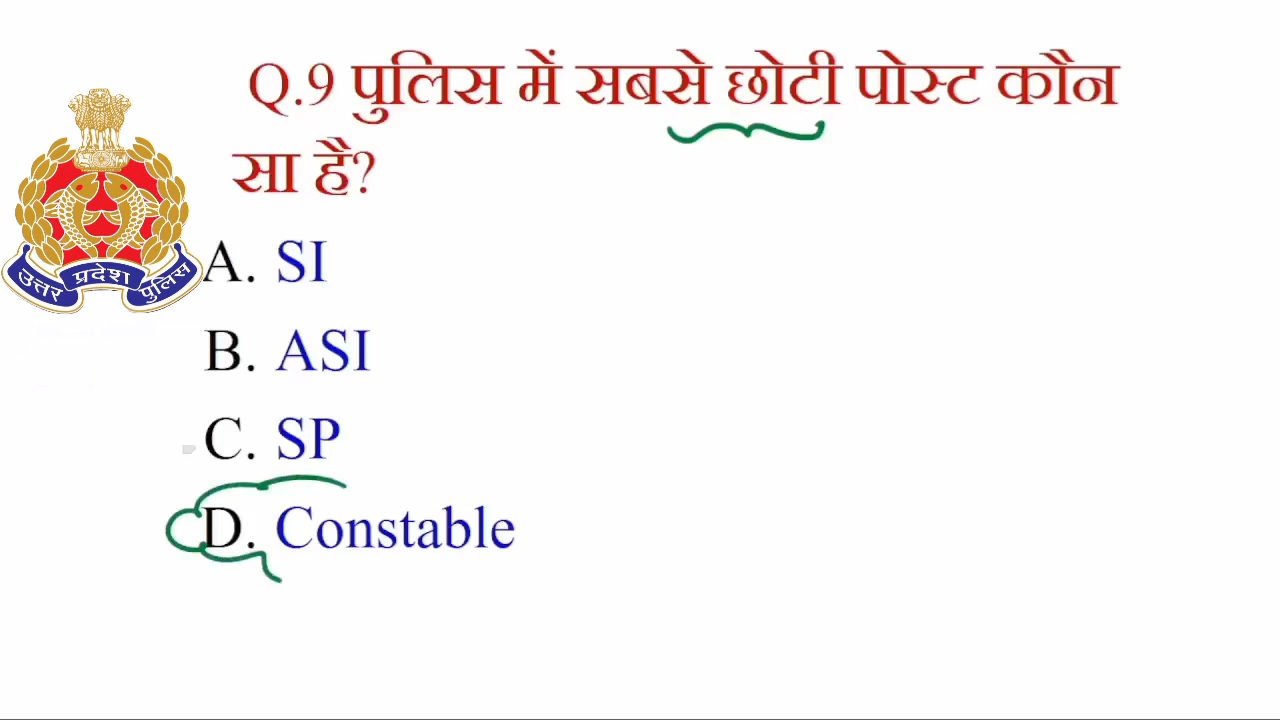 Q.9 पुलिस में सबसे छोटी पोस्ट कौन
सा है?
उत्तर प्रदेश पुलिस
A. SI
B. ASI
C. SP
D. Constable